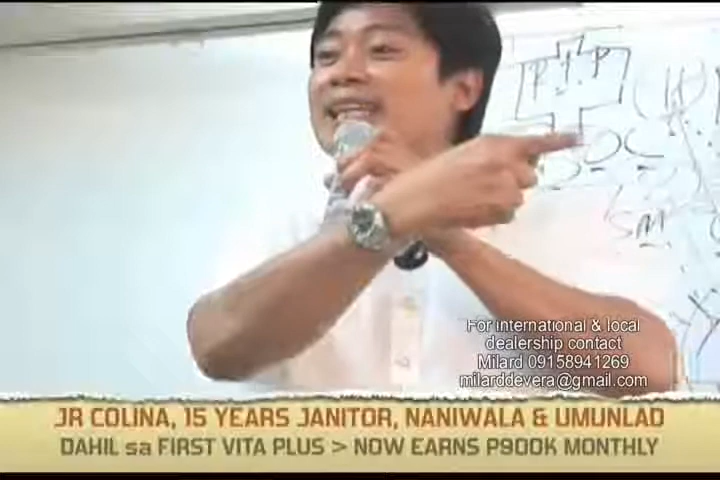 P.I.P
SM
For international & local
dealership contact
Milard 09158941269
milarddevera@gmail.com
JR COLINA, 15 YEARS JANITOR, NANIWALA & UMUNLAD
DAHIL sa FIRST VITA PLUS > NOW EARNS P900K MONTHLY